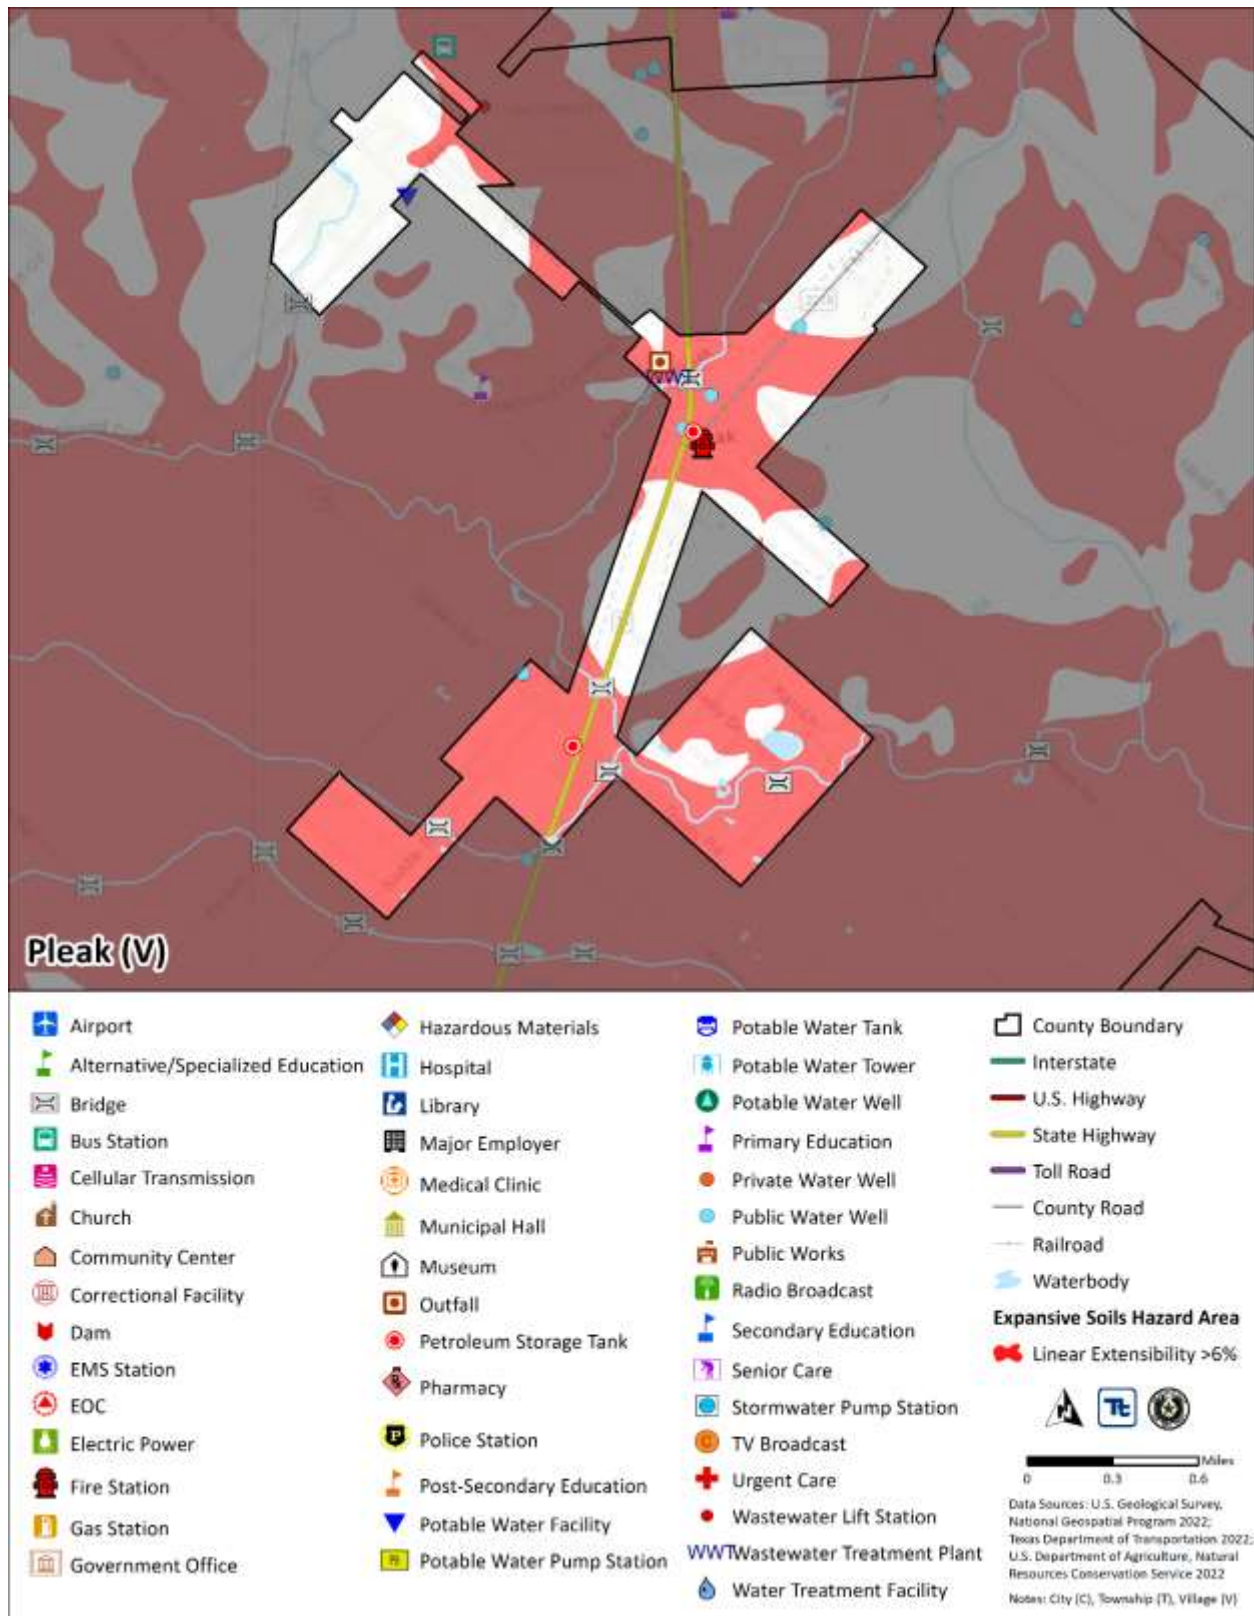 WWT
Pleak (V)
Airport
Alternative/Specialized Education
Bridge
Bus Station
Cellular Transmission
Church
Community Center
Correctional Facility
Dam
EMS Station
EOC
Electric Power
Fire Station
Gas Station
Government Office
Hazardous Materials
Hospital
Library
Major Employer
Medical Clinic
Municipal Hall
Museum
Outfall
Petroleum Storage Tank
Pharmacy
Police Station
Post-Secondary Education
Potable Water Facility
Potable Water Pump Station
Potable Water Tank
Potable Water Tower
Potable Water Well
Primary Education
Private Water Well
Public Water Well
Public Works
Radio Broadcast
Secondary Education
Senior Care
Stormwater Pump Station
TV Broadcast
Urgent Care
Wastewater Lift Station
WWT Wastewater Treatment Plant
Water Treatment Facility
County Boundary
Interstate
U.S. Highway
State Highway
Toll Road
County Road
Railroad
Waterbody
Expansive Soils Hazard Area
Linear Extensibility >6%
Miles
0 0.3 0.6
Data Sources: U.S. Geological Survey,
National Geospatial Program 2022;
Texas Department of Transportation 2022;
U.S. Department of Agriculture, Natural
Resources Conservation Service 2022
Notes: City (C), Township (T), Village (V)